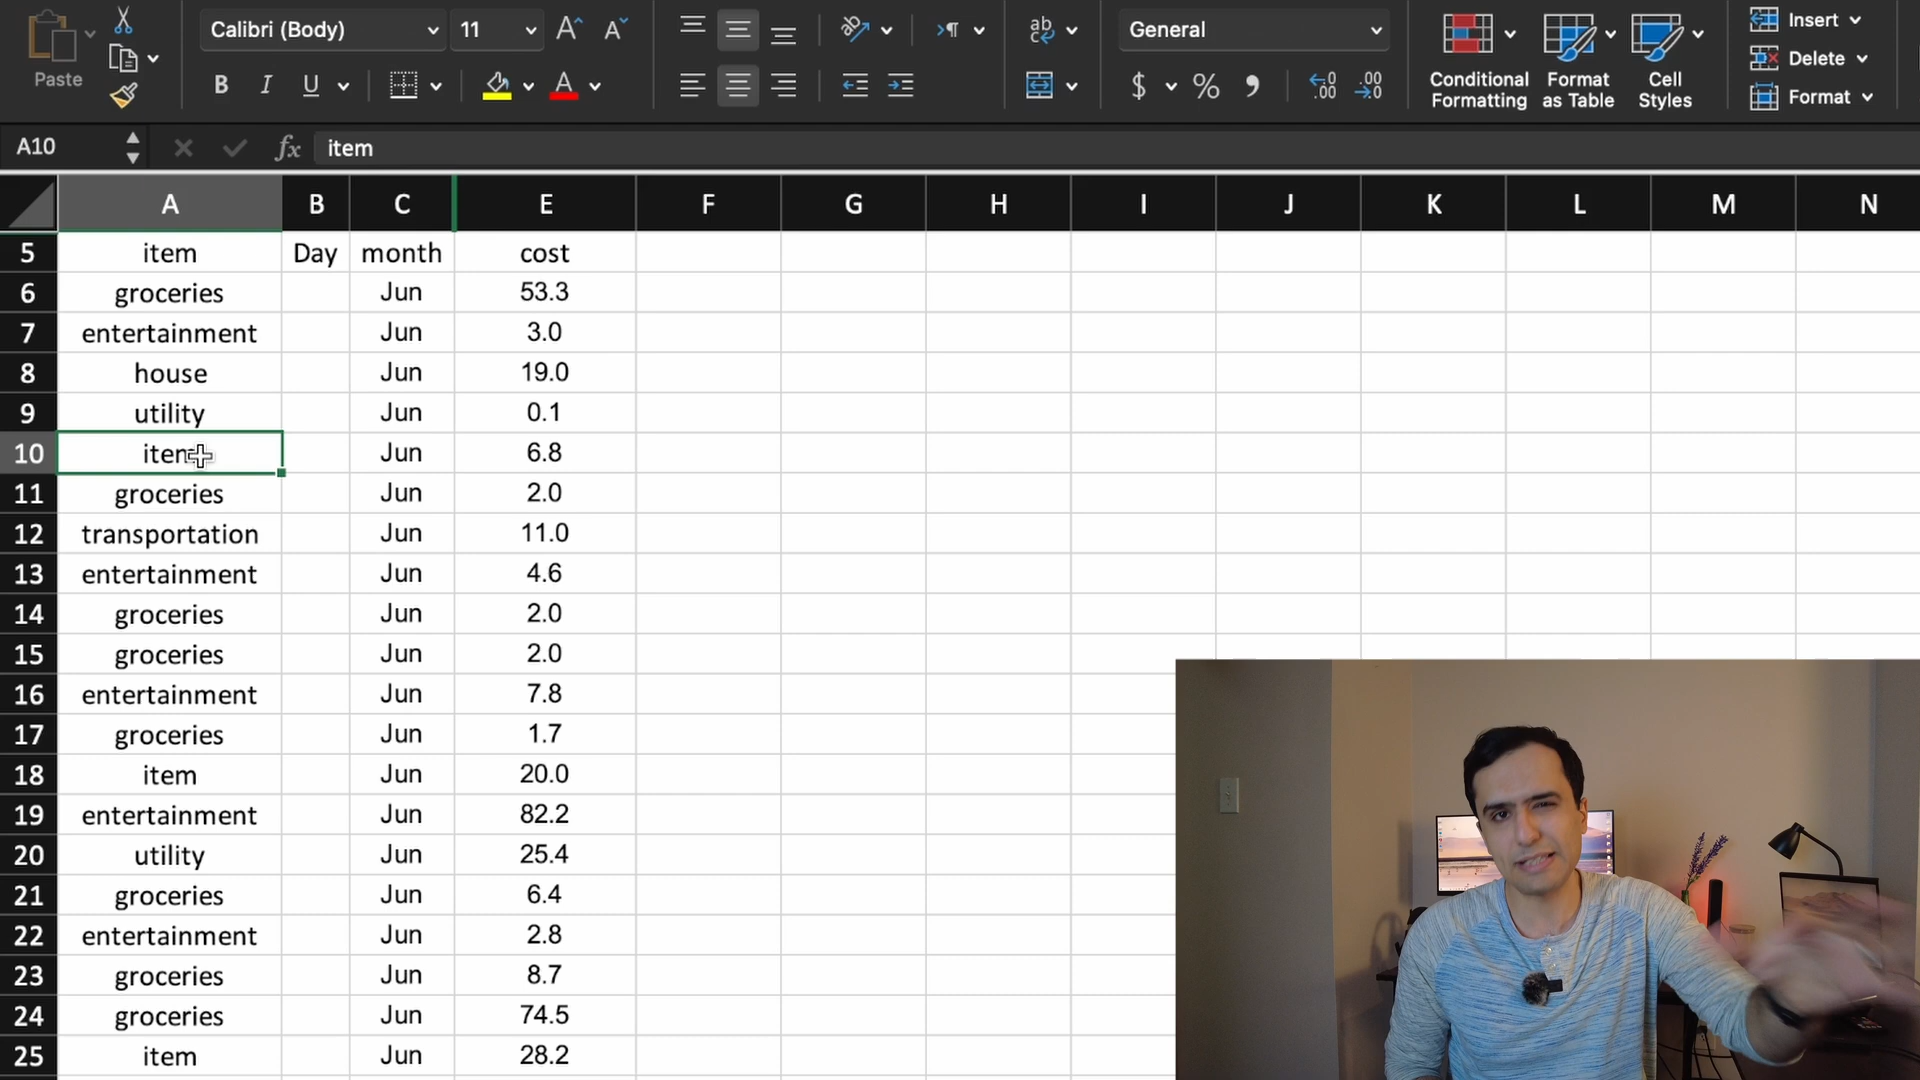 Calibri (Body) 11 General Insert
Paste B I U A $ % Conditional Formatting Format as Table Cell Styles Delete
Format
A10 fx item
A B C E F G H I J K L M N
5 item Day month cost
6 groceries Jun 53.3
7 entertainment Jun 3.0
8 house Jun 19.0
9 utility Jun 0.1
10 item Jun 6.8
11 groceries Jun 2.0
12 transportation Jun 11.0
13 entertainment Jun 4.6
14 groceries Jun 2.0
15 groceries Jun 2.0
16 entertainment Jun 7.8
17 groceries Jun 1.7
18 item Jun 20.0
19 entertainment Jun 82.2
20 utility Jun 25.4
21 groceries Jun 6.4
22 entertainment Jun 2.8
23 groceries Jun 8.7
24 groceries Jun 74.5
25 item Jun 28.2